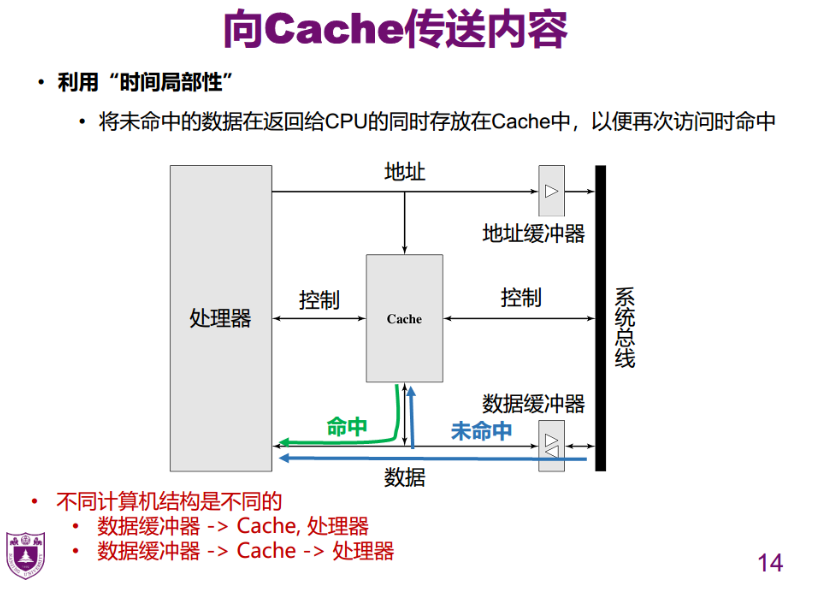 向Cache传送内容
• 利用“时间局部性”
• 将未命中的数据在返回给CPU的同时存放在Cache中，以便再次访问时命中
地址
地址缓冲器
控制
控制
处理器
Cache
系统总线
数据缓冲器
命中
未命中
数据
• 不同计算机结构是不同的
• 数据缓冲器 -> Cache, 处理器
• 数据缓冲器 -> Cache -> 处理器
14